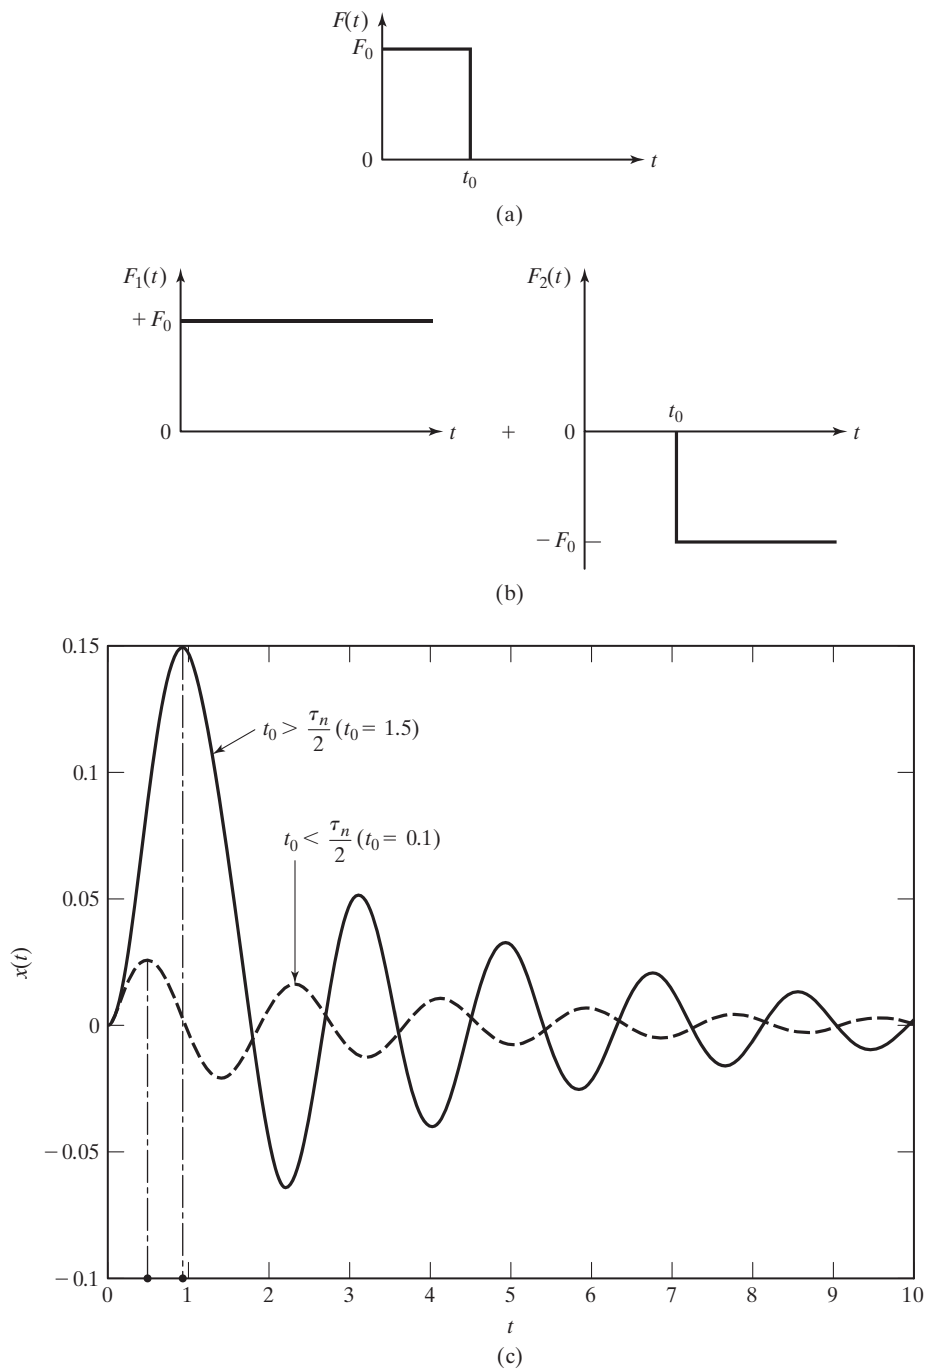 F(t)
F₀
0
t
t₀
(a)
F₁(t)
+ F₀
0
t
+
F₂(t)
t₀
0
t
− F₀
(b)
0.15
t₀ > τₙ/2 (t₀ = 1.5)
0.1
t₀ < τₙ/2 (t₀ = 0.1)
0.05
x(t)
0
−0.05
−0.1
0 1 2 3 4 5 6 7 8 9 10
t
(c)